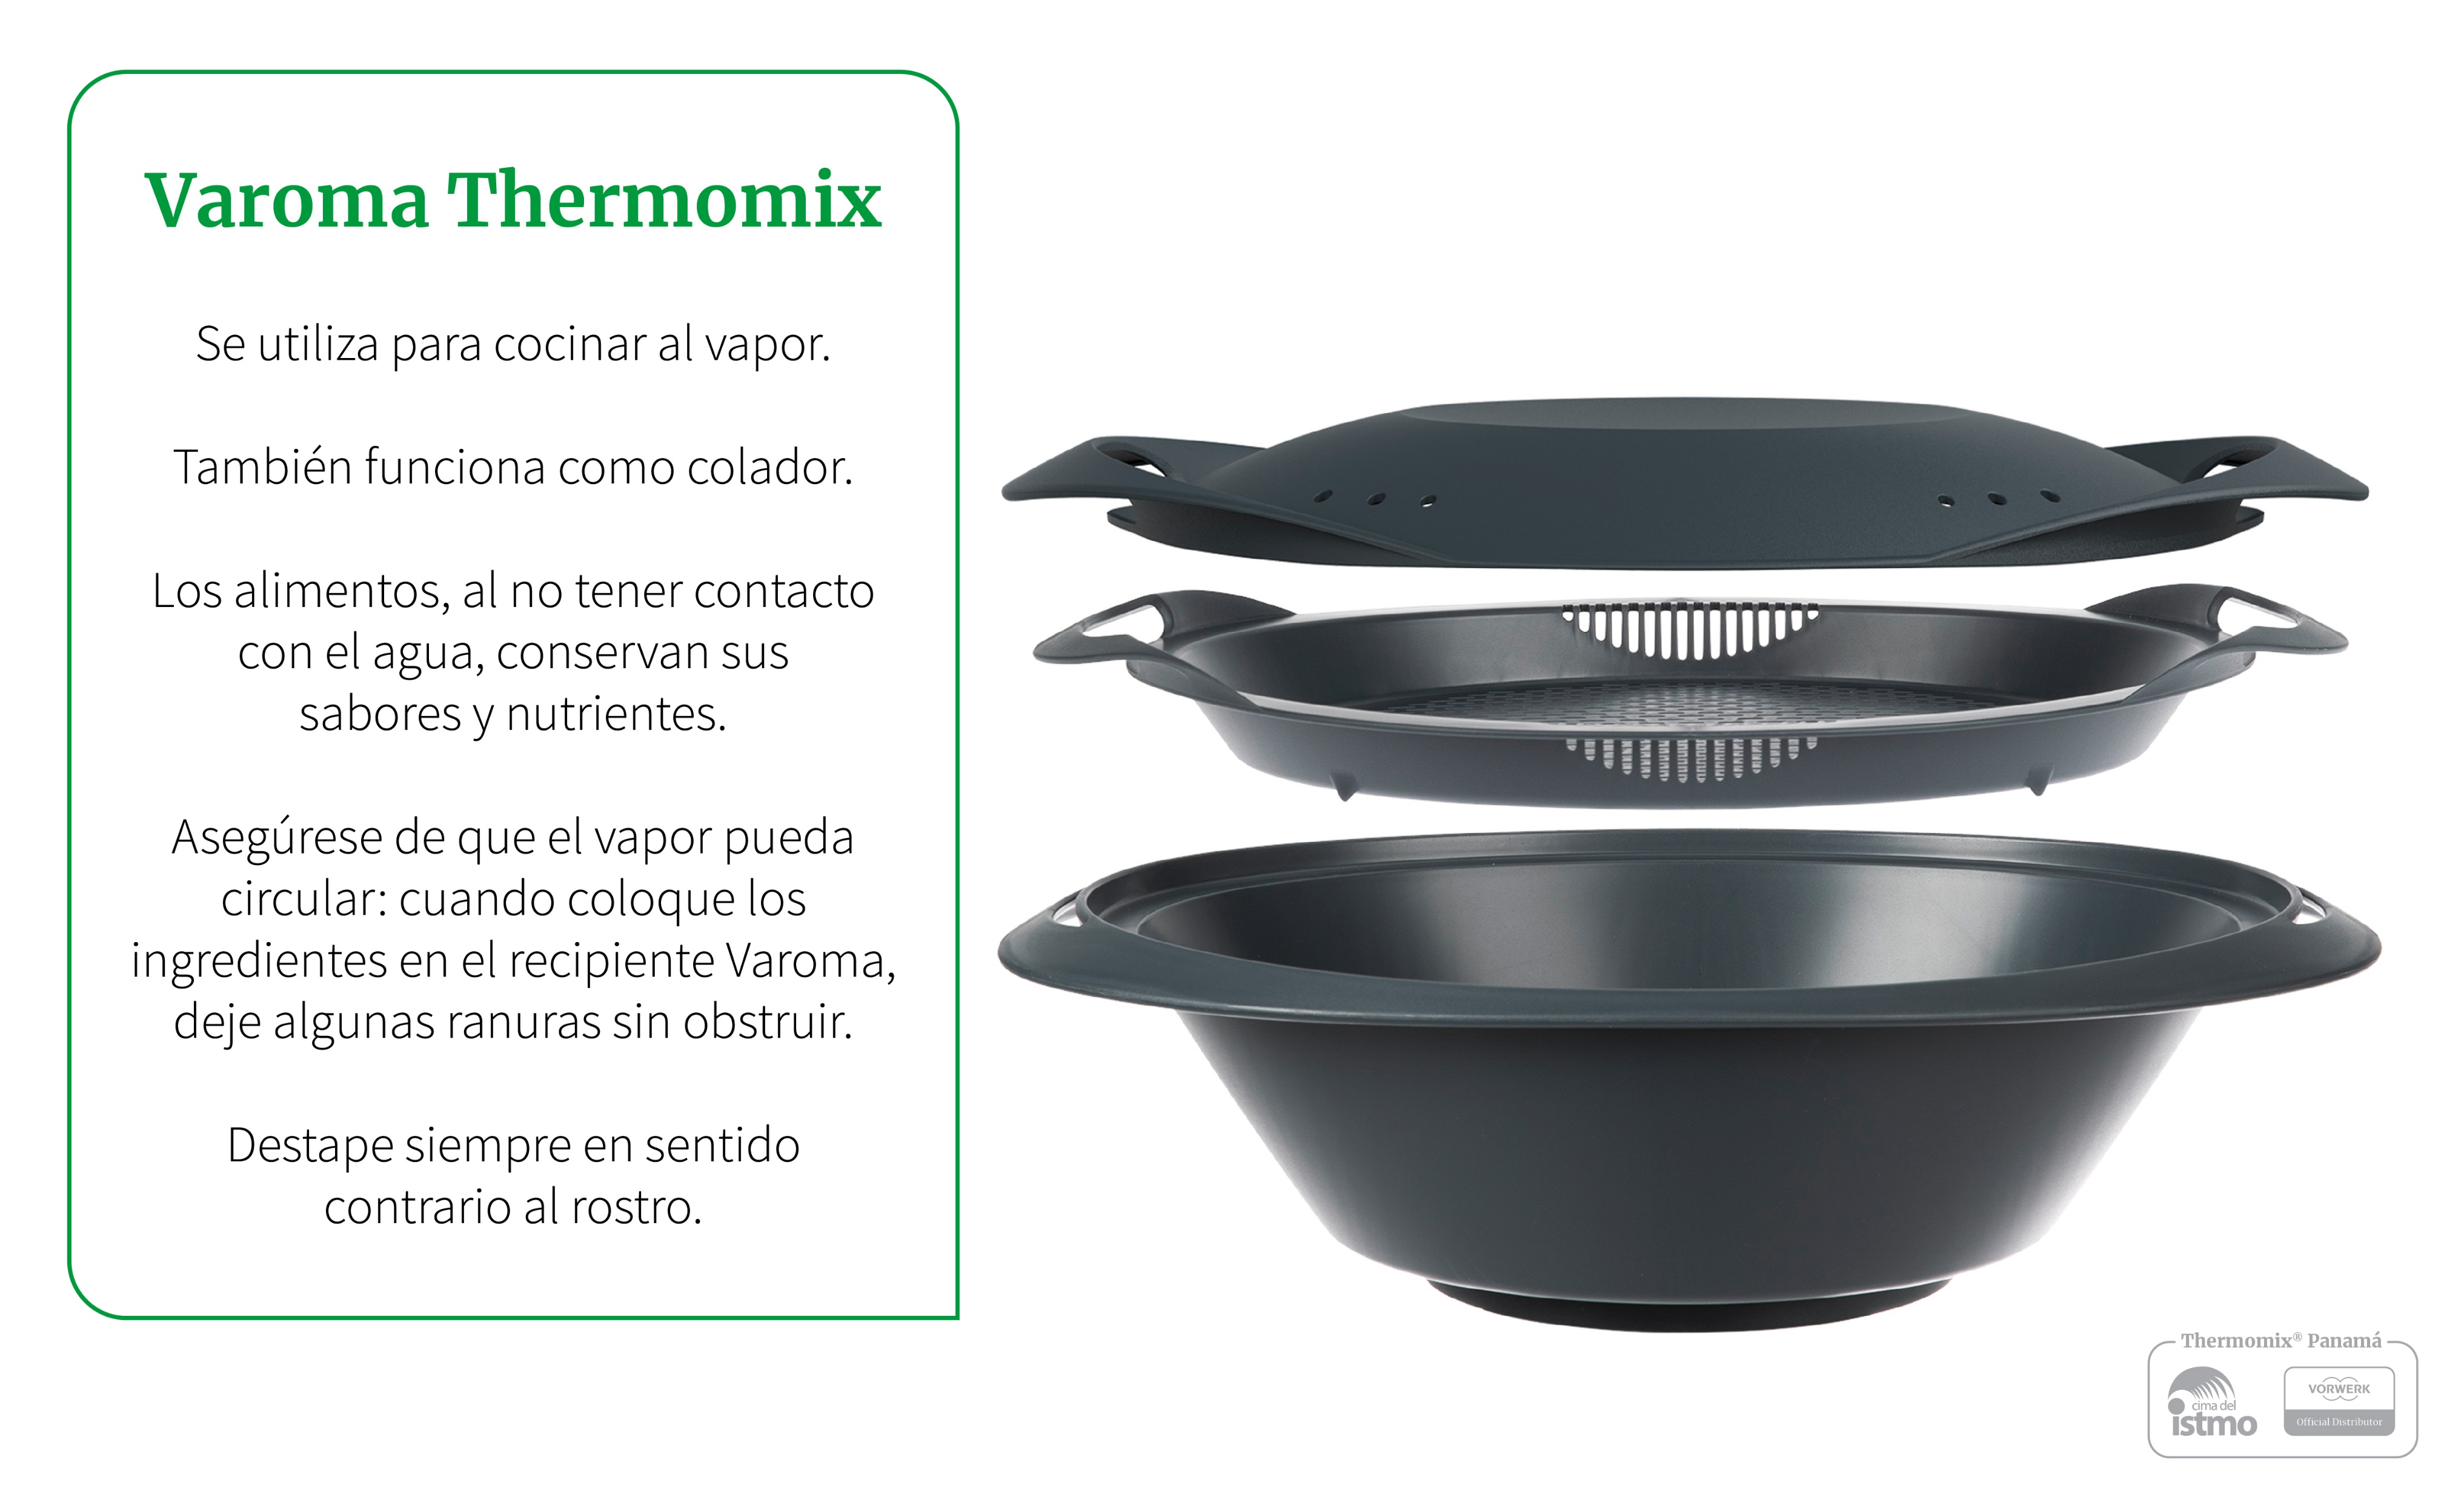 Varoma Thermomix
Se utiliza para cocinar al vapor.
También funciona como colador.
Los alimentos, al no tener contacto
con el agua, conservan sus
sabores y nutrientes.
Asegúrese de que el vapor pueda
circular: cuando coloque los
ingredientes en el recipiente Varoma,
deje algunas ranuras sin obstruir.
Destape siempre en sentido
contrario al rostro.
Thermomix® Panamá
cima del
istmo
VORWERK
Official Distributor